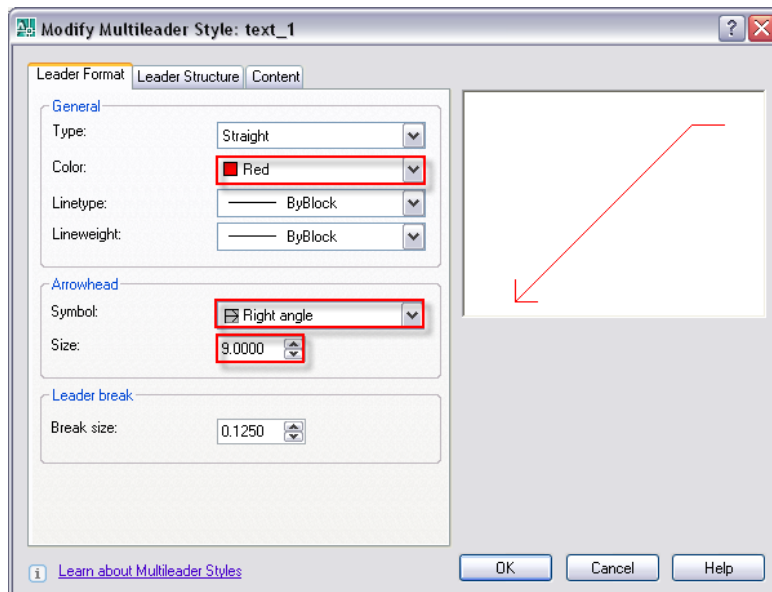 Modify Multileader Style: text_1
Leader Format Leader Structure Content
General
Type: Straight
Color: Red
Linetype: ByBlock
Lineweight: ByBlock
Arrowhead
Symbol: Right angle
Size: 9.0000
Leader break
Break size: 0.1250
Learn about Multileader Styles
OK Cancel Help